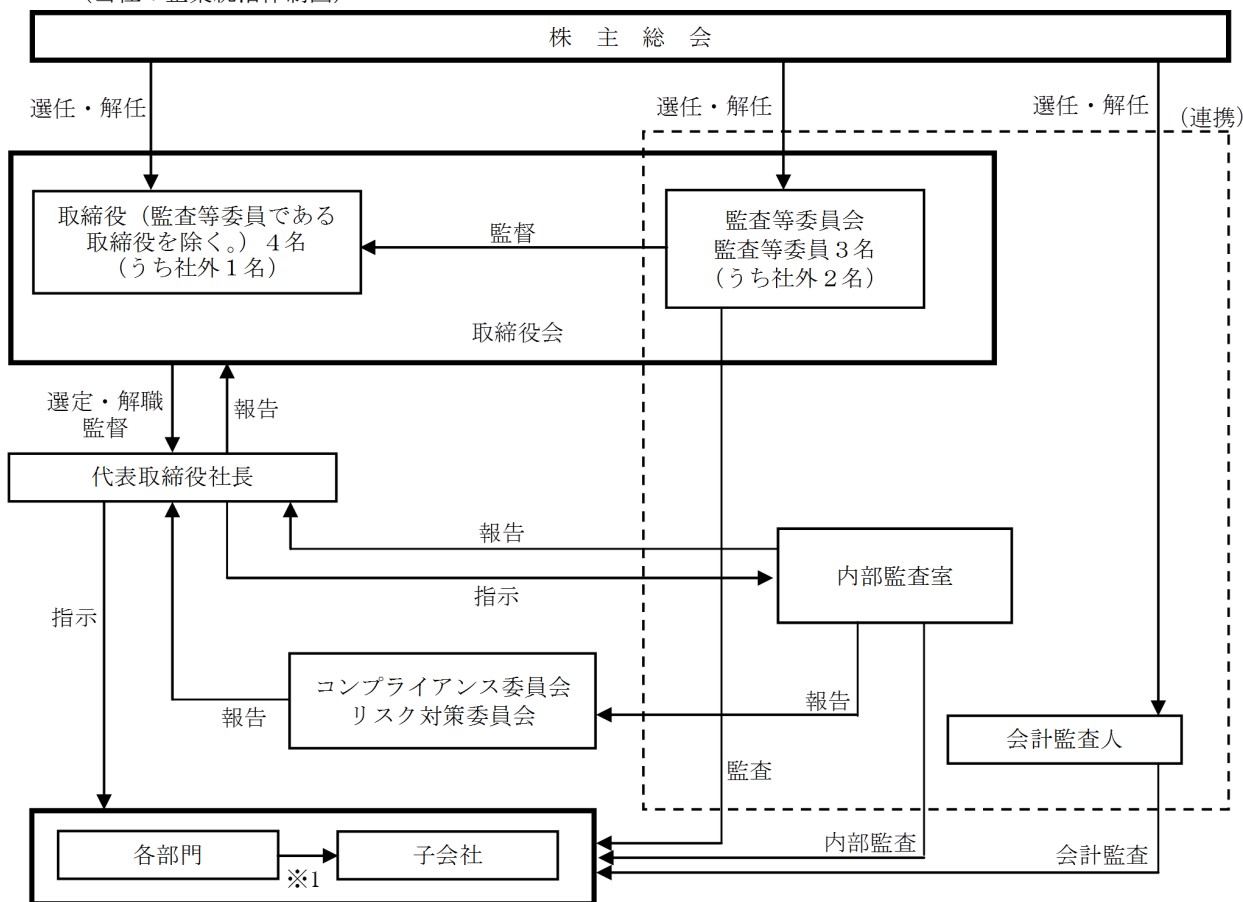 株主総会
選任・解任
選任・解任
選任・解任
(連携)
取締役（監査等委員である
取締役を除く。）４名
（うち社外１名）
監督
監査等委員会
監査等委員３名
（うち社外２名）
取締役会
選定・解職
監督
報告
代表取締役社長
報告
指示
内部監査室
指示
コンプライアンス委員会
リスク対策委員会
報告
報告
会計監査人
監査
各部門
※1
子会社
内部監査
会計監査